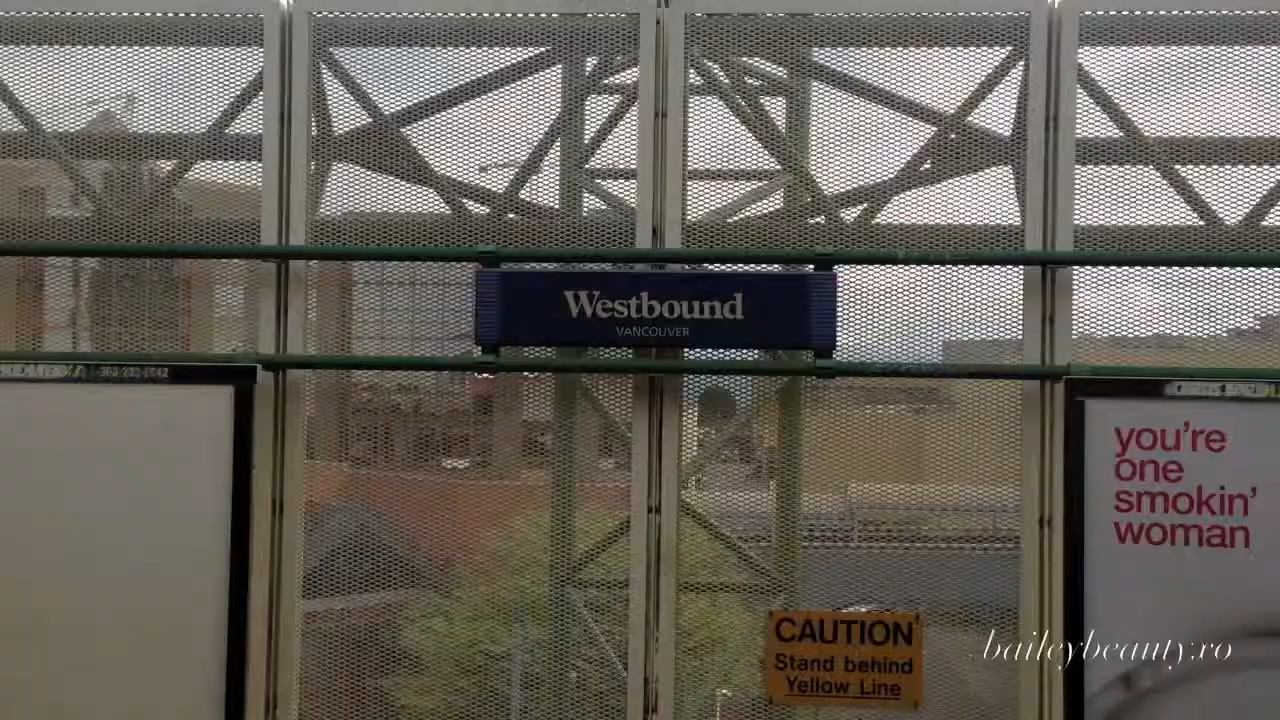 Westbound
VANCOUVER
you're
one
smokin'
woman
CAUTION
Stand behind
Yellow Line
baileybeauty.ro